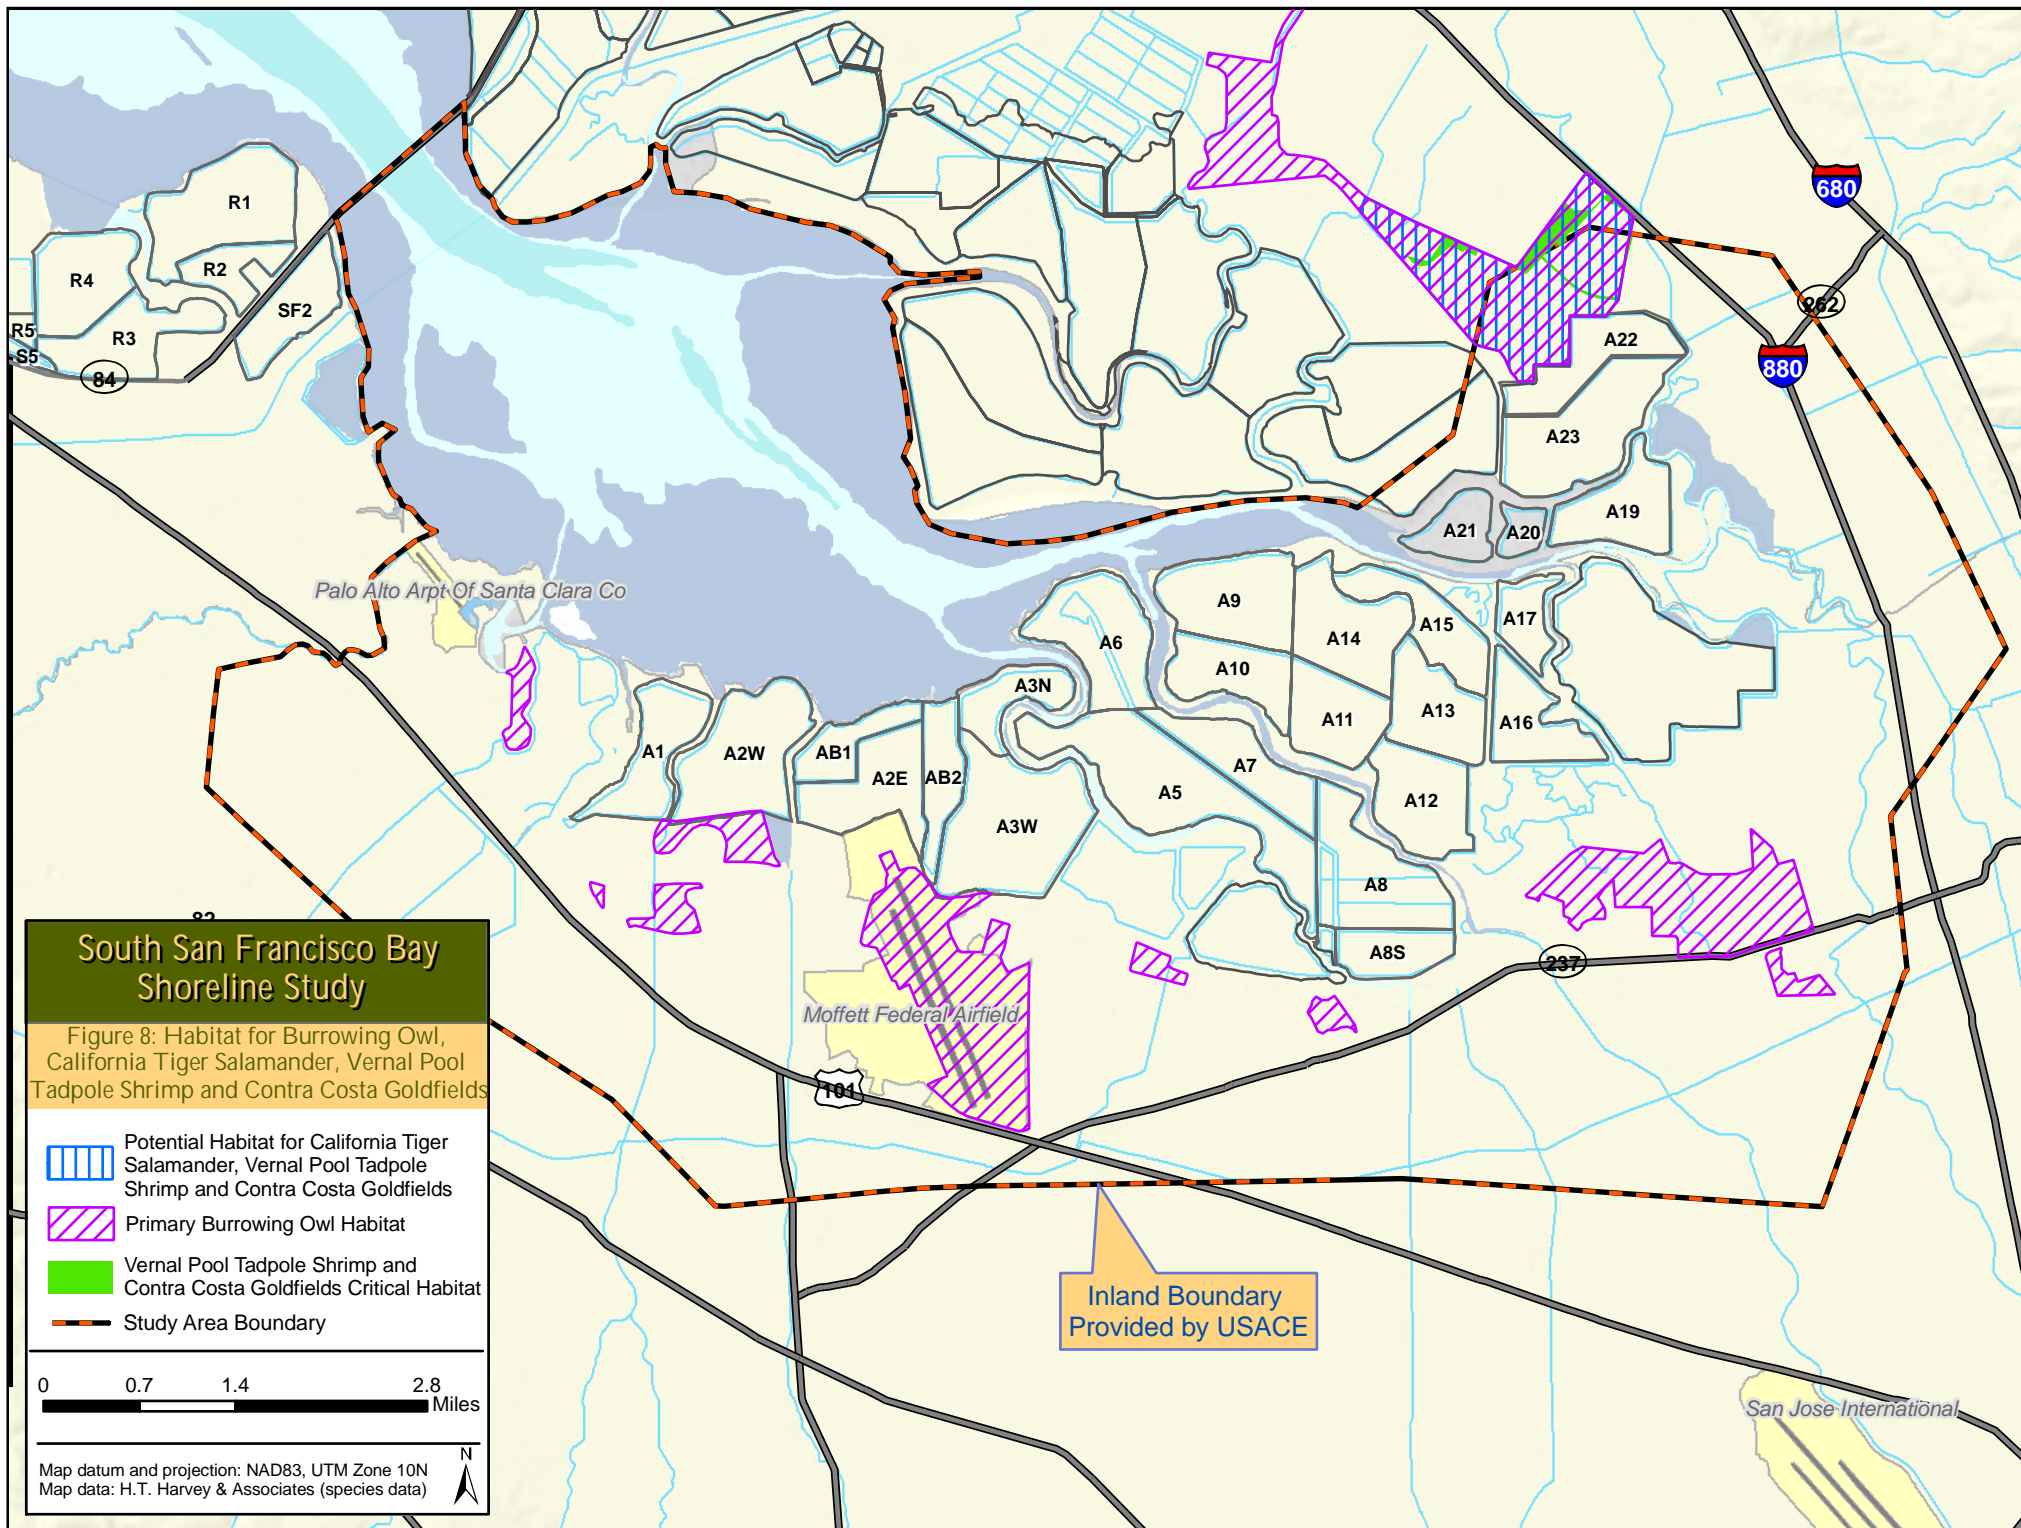 680
R1
R2
R4
SF2
262
R5
R3
A22
S5
84
880
A23
A19
A21
A20
Palo Alto Arpt Of Santa Clara Co
A9
A17
A15
A14
A6
A10
A3N
A13
A11
A16
A1
A2W
AB1
A7
A2E
AB2
A5
A12
A3W
A8
82
A8S
237
Moffett Federal Airfield
101
South San Francisco Bay
Shoreline Study
Figure 8: Habitat for Burrowing Owl,
California Tiger Salamander, Vernal Pool
Tadpole Shrimp and Contra Costa Goldfields
Potential Habitat for California Tiger
Salamander, Vernal Pool Tadpole
Shrimp and Contra Costa Goldfields
Primary Burrowing Owl Habitat
Vernal Pool Tadpole Shrimp and
Contra Costa Goldfields Critical Habitat
Study Area Boundary
0 0.7 1.4 2.8
Miles
Map datum and projection: NAD83, UTM Zone 10N
Map data: H.T. Harvey & Associates (species data)
N
Inland Boundary
Provided by USACE
San Jose International